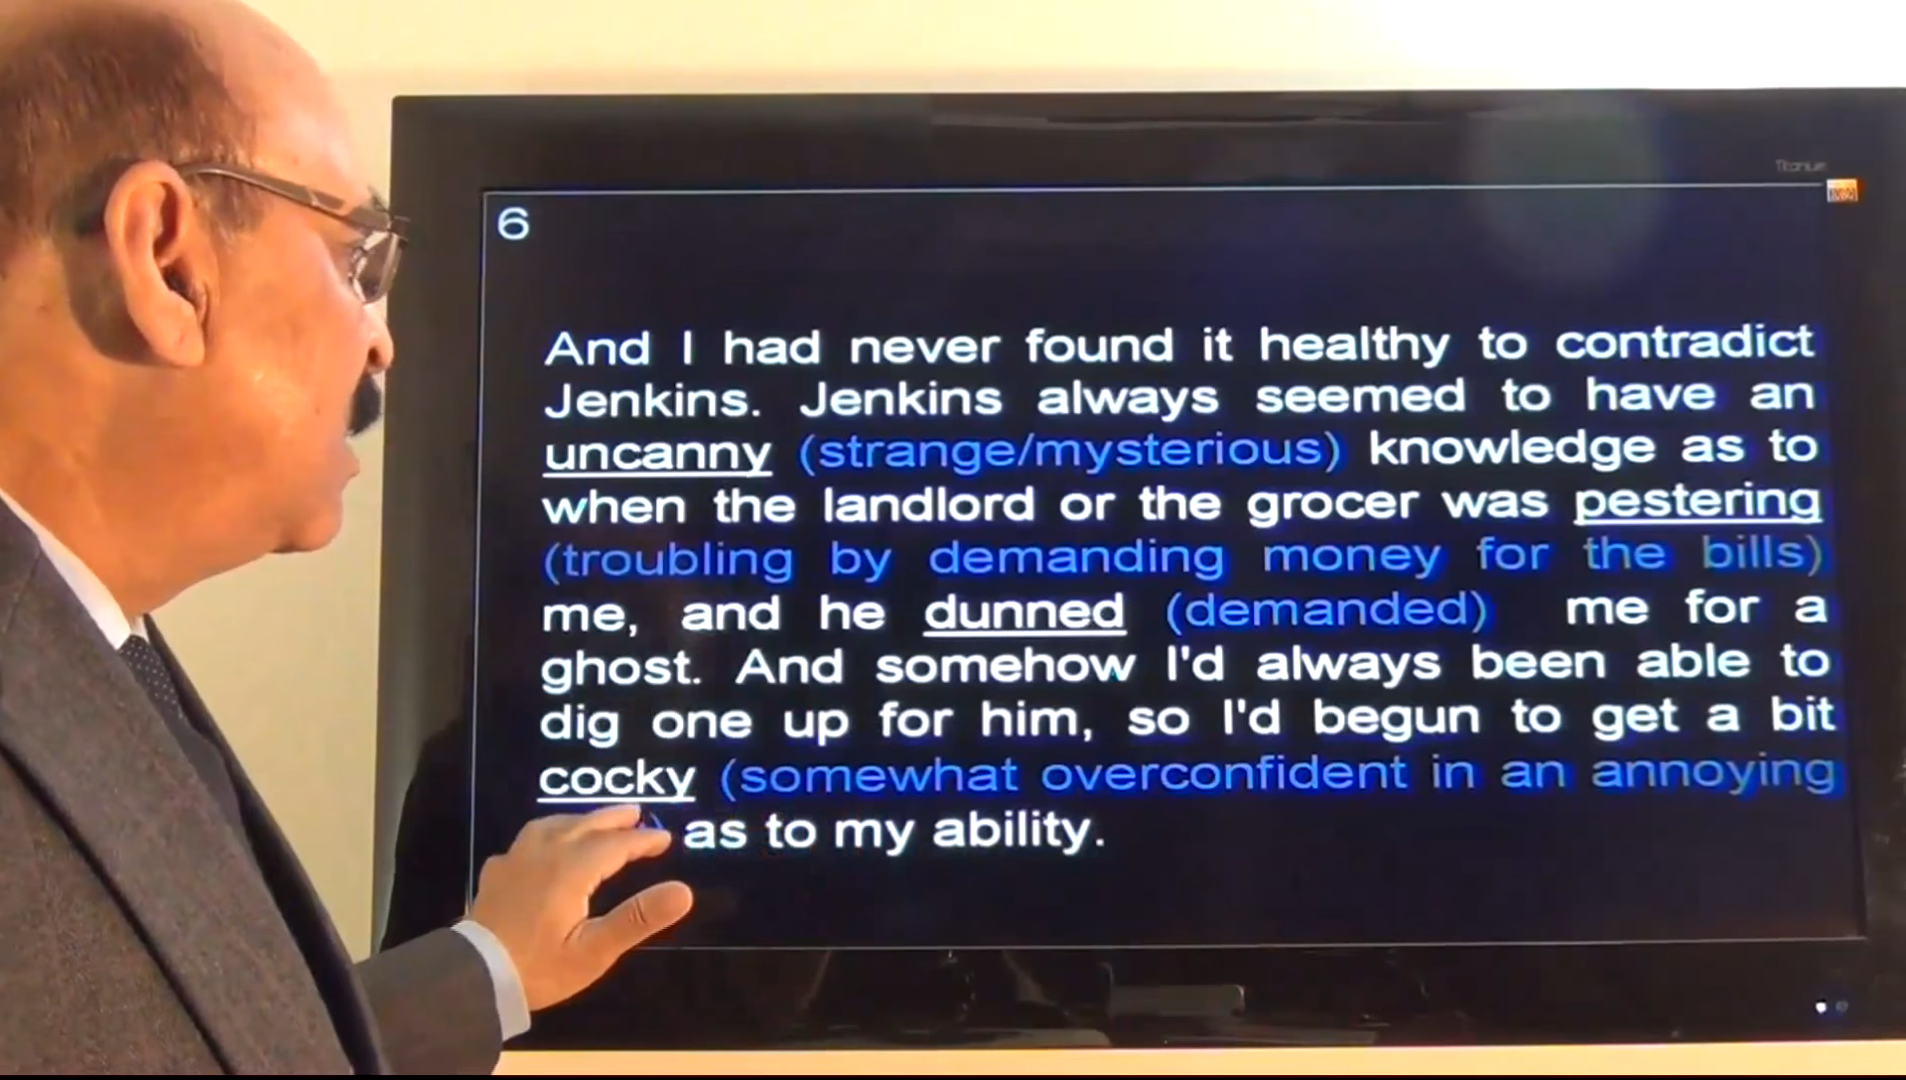 Titanium
6
And I had never found it healthy to contradict
Jenkins. Jenkins always seemed to have an
uncanny (strange/mysterious) knowledge as to
when the landlord or the grocer was pestering
(troubling by demanding money for the bills)
me, and he dunned (demanded) me for a
ghost. And somehow I'd always been able to
dig one up for him, so I'd begun to get a bit
cocky (somewhat overconfident in an annoying
) as to my ability.